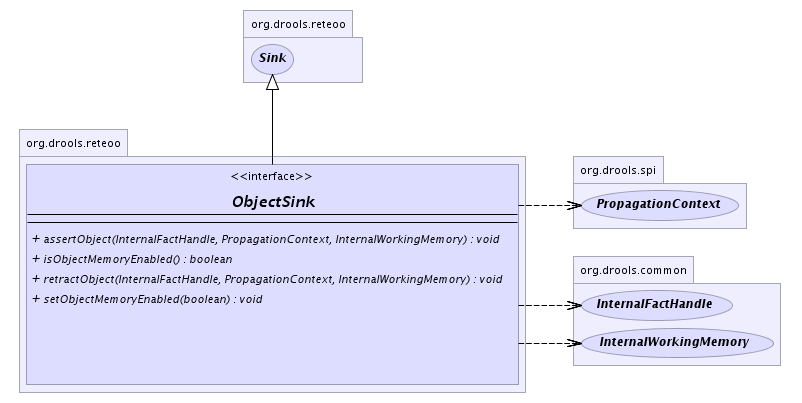 org.drools.reteoo
Sink
org.drools.reteoo
<<interface>>
ObjectSink
+ assertObject(InternalFactHandle, PropagationContext, InternalWorkingMemory) : void
+ isObjectMemoryEnabled() : boolean
+ retractObject(InternalFactHandle, PropagationContext, InternalWorkingMemory) : void
+ setObjectMemoryEnabled(boolean) : void
org.drools.spi
PropagationContext
org.drools.common
InternalFactHandle
InternalWorkingMemory